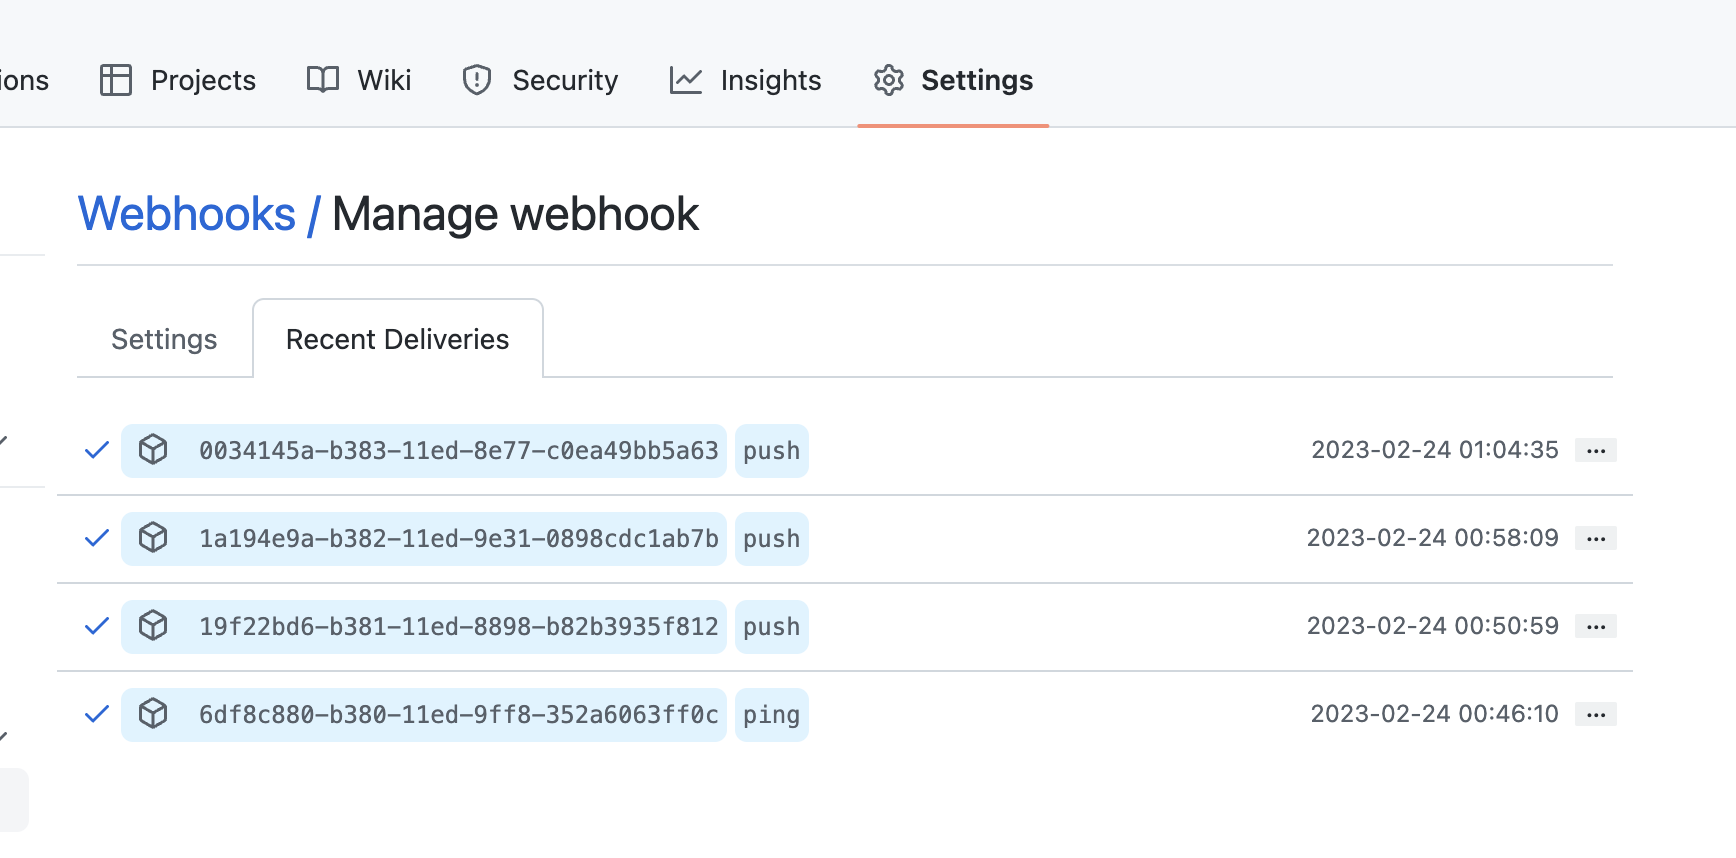 ions Projects Wiki Security Insights Settings
Webhooks / Manage webhook
Settings Recent Deliveries
0034145a-b383-11ed-8e77-c0ea49bb5a63 push 2023-02-24 01:04:35 ...
1a194e9a-b382-11ed-9e31-0898cdc1ab7b push 2023-02-24 00:58:09 ...
19f22bd6-b381-11ed-8898-b82b3935f812 push 2023-02-24 00:50:59 ...
6df8c880-b380-11ed-9ff8-352a6063ff0c ping 2023-02-24 00:46:10 ...